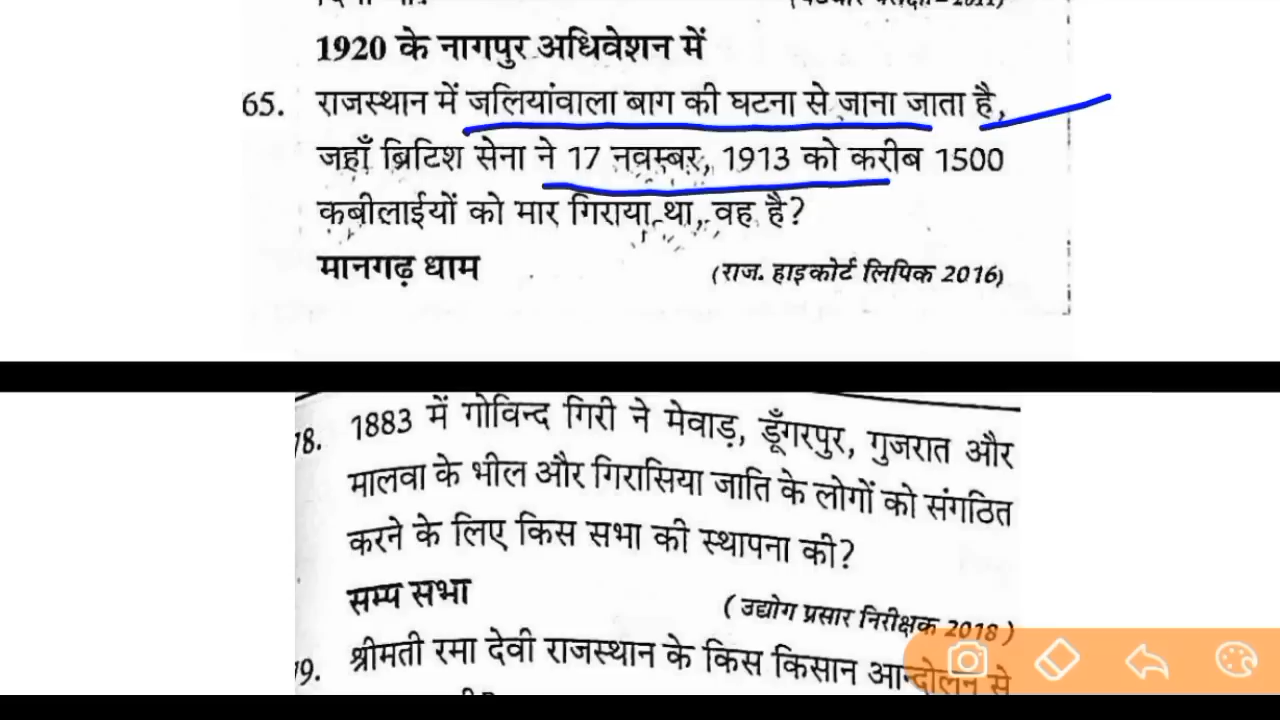 1920 के नागपुर अधिवेशन में
65. राजस्थान में जलियांवाला बाग की घटना से जाना जाता है,
जहाँ ब्रिटिश सेना ने 17 नवम्बर, 1913 को करीब 1500
कबीलाईयों को मार गिराया था, वह है?
मानगढ़ धाम (राज. हाइकोर्ट लिपिक 2016)
78. 1883 में गोविन्द गिरी ने मेवाड़, डूँगरपुर, गुजरात और
मालवा के भील और गिरासिया जाति के लोगों को संगठित
करने के लिए किस सभा की स्थापना की?
सम्प सभा ( उद्योग प्रसार निरीक्षक 2018 )
79. श्रीमती रमा देवी राजस्थान के किस किसान आन्दोलन से